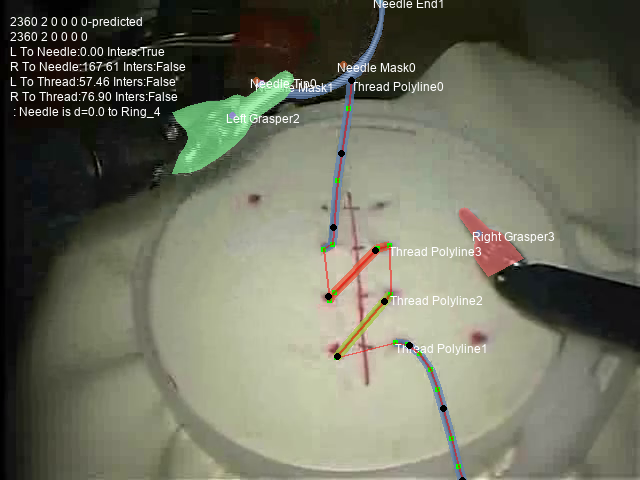 Needle End1
2360 2 0 0 0 0-predicted
2360 2 0 0 0 0
L To Needle:0.00 Inters:True
R To Needle:167.61 Inters:False
L To Thread:57.46 Inters:False
R To Thread:76.90 Inters:False
: Needle is d=0.0 to Ring_4
Needle Mask0
Needle Tip0
Mask1
Thread Polyline0
Left Grasper2
Right Grasper3
Thread Polyline3
Thread Polyline2
Thread Polyline1